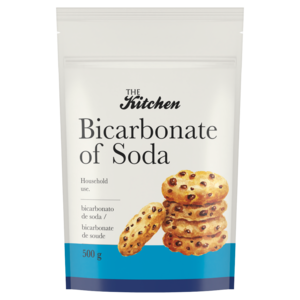 THE
Kitchen
Bicarbonate
of Soda
Household
use.
bicarbonato
de soda /
bicarbonate
de soude
500 g